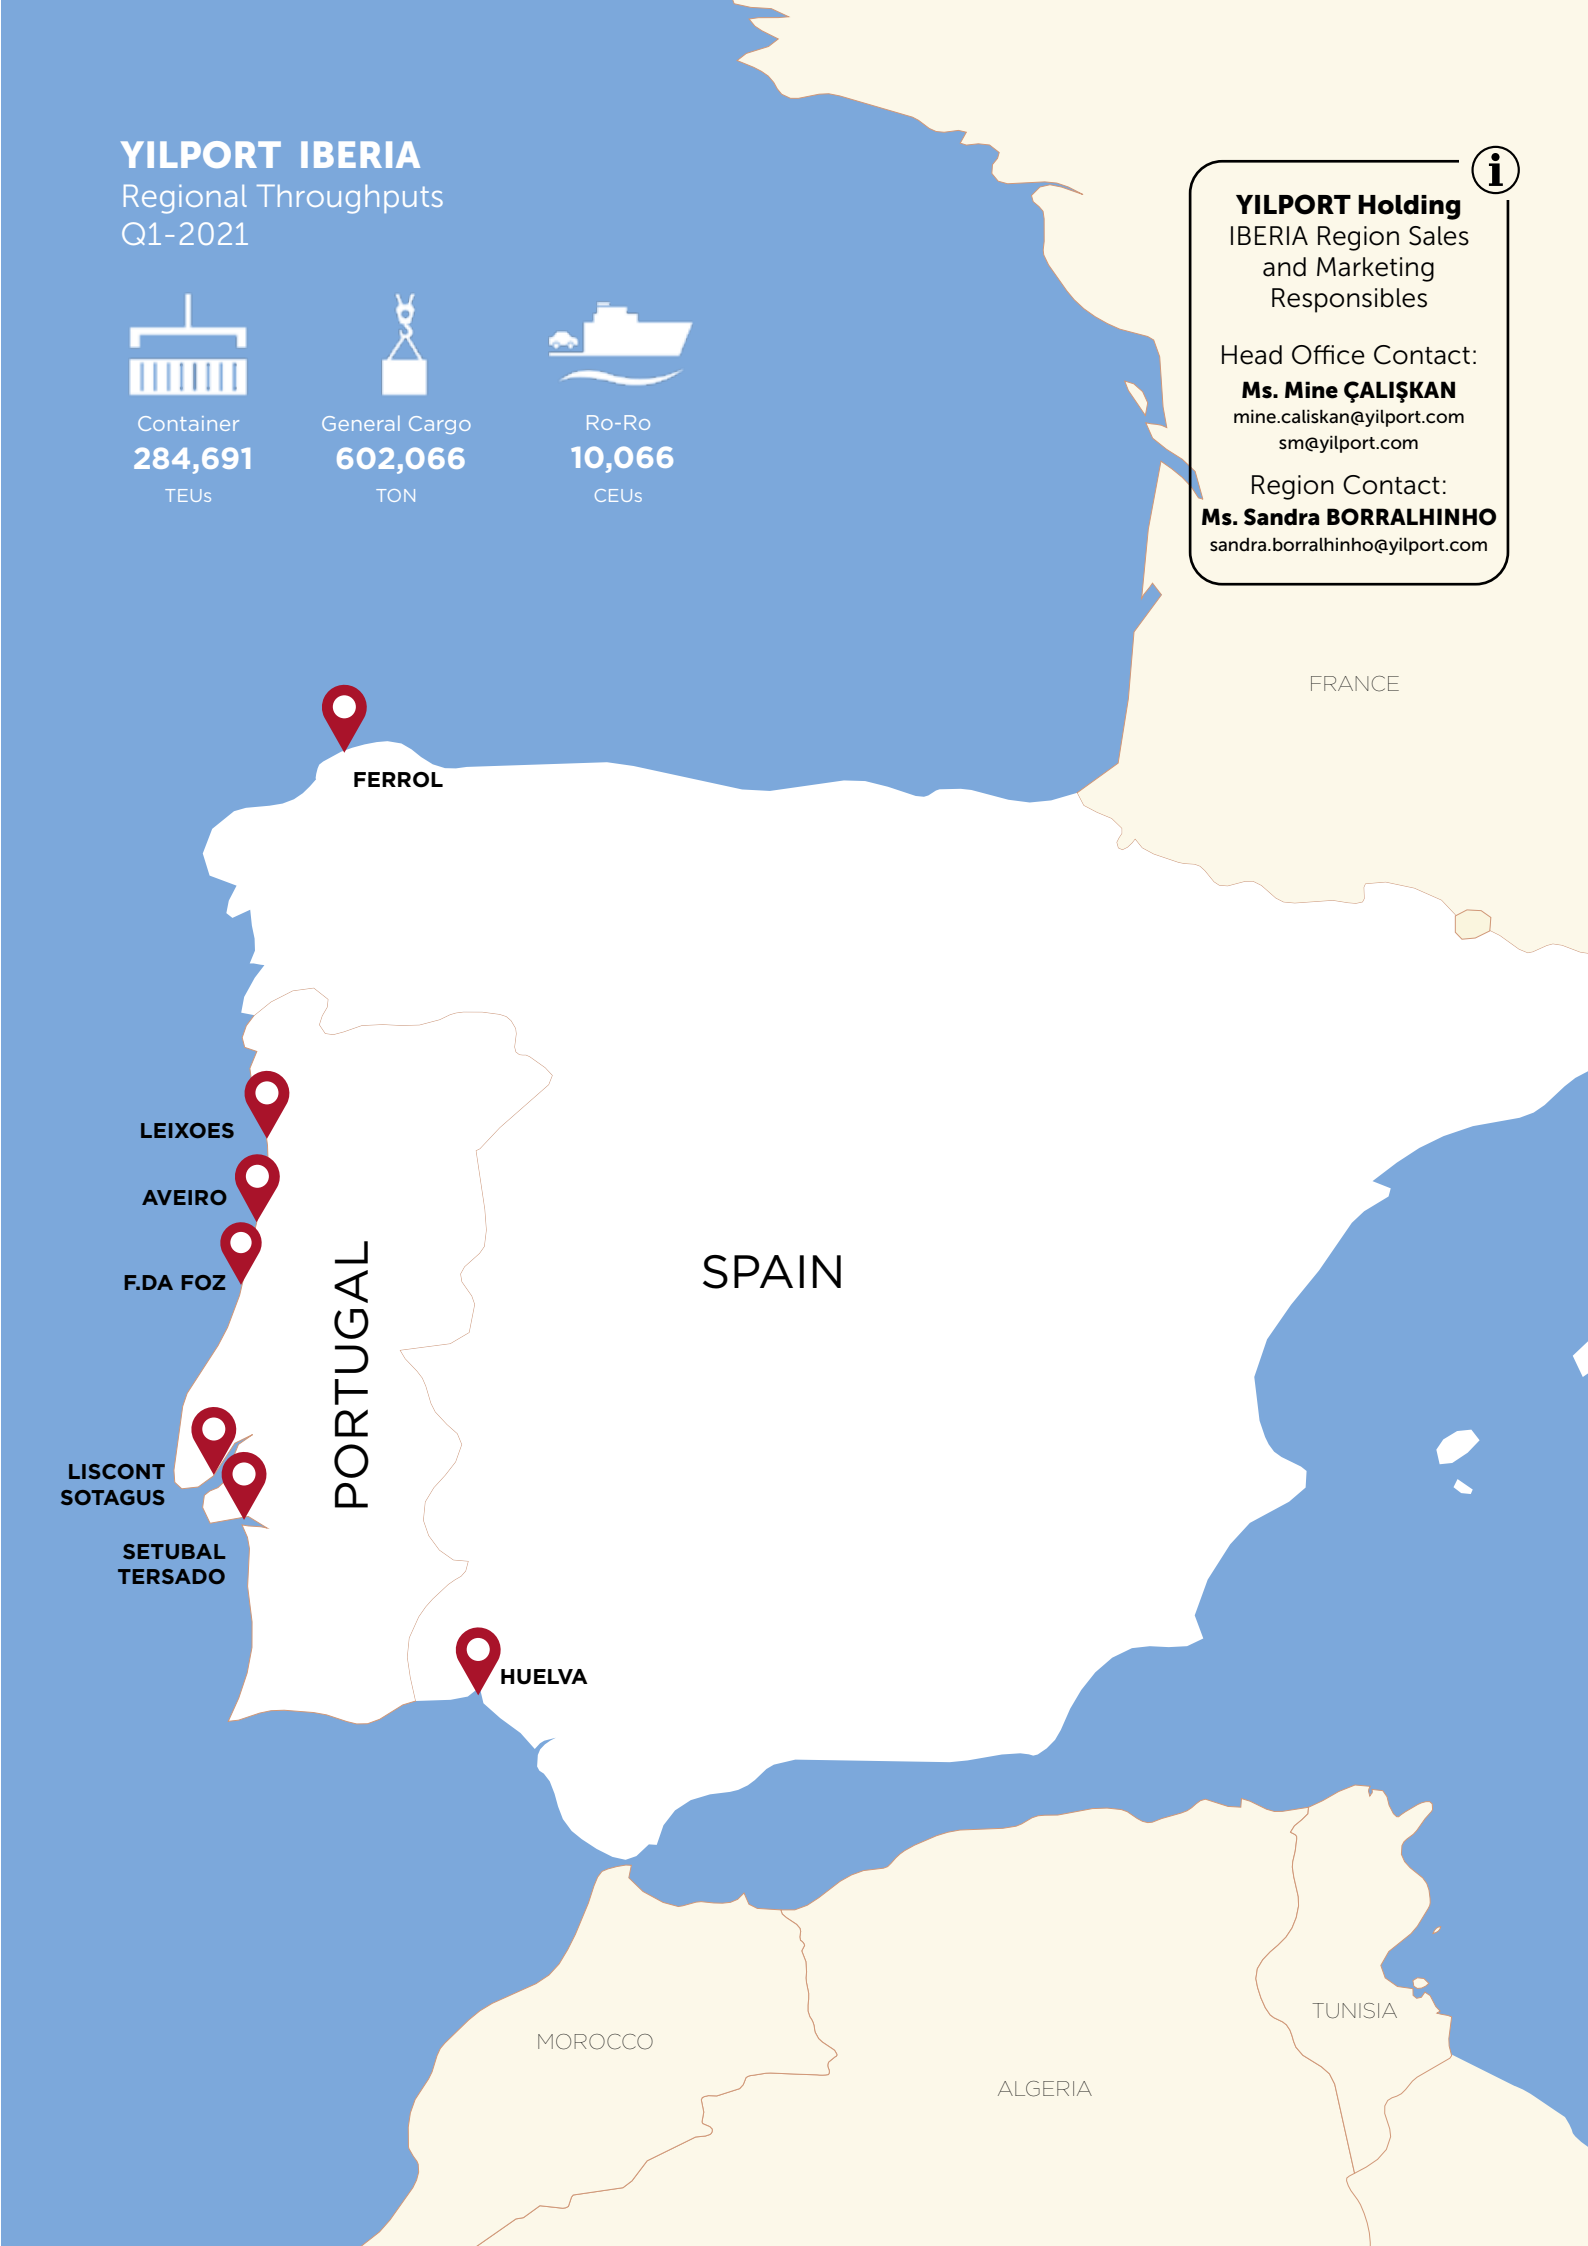 YILPORT IBERIA
Regional Throughputs
Q1-2021
Container
284,691
TEUs
General Cargo
602,066
TON
Ro-Ro
10,066
CEUs
i
YILPORT Holding
IBERIA Region Sales
and Marketing
Responsibles
Head Office Contact:
Ms. Mine ÇALIŞKAN
mine.caliskan@yilport.com
sm@yilport.com
Region Contact:
Ms. Sandra BORRALHINHO
sandra.borralhinho@yilport.com
FRANCE
FERROL
LEIXOES
AVEIRO
F.DA FOZ
PORTUGAL
SPAIN
LISCONT
SOTAGUS
SETUBAL
TERSADO
HUELVA
MOROCCO
ALGERIA
TUNISIA